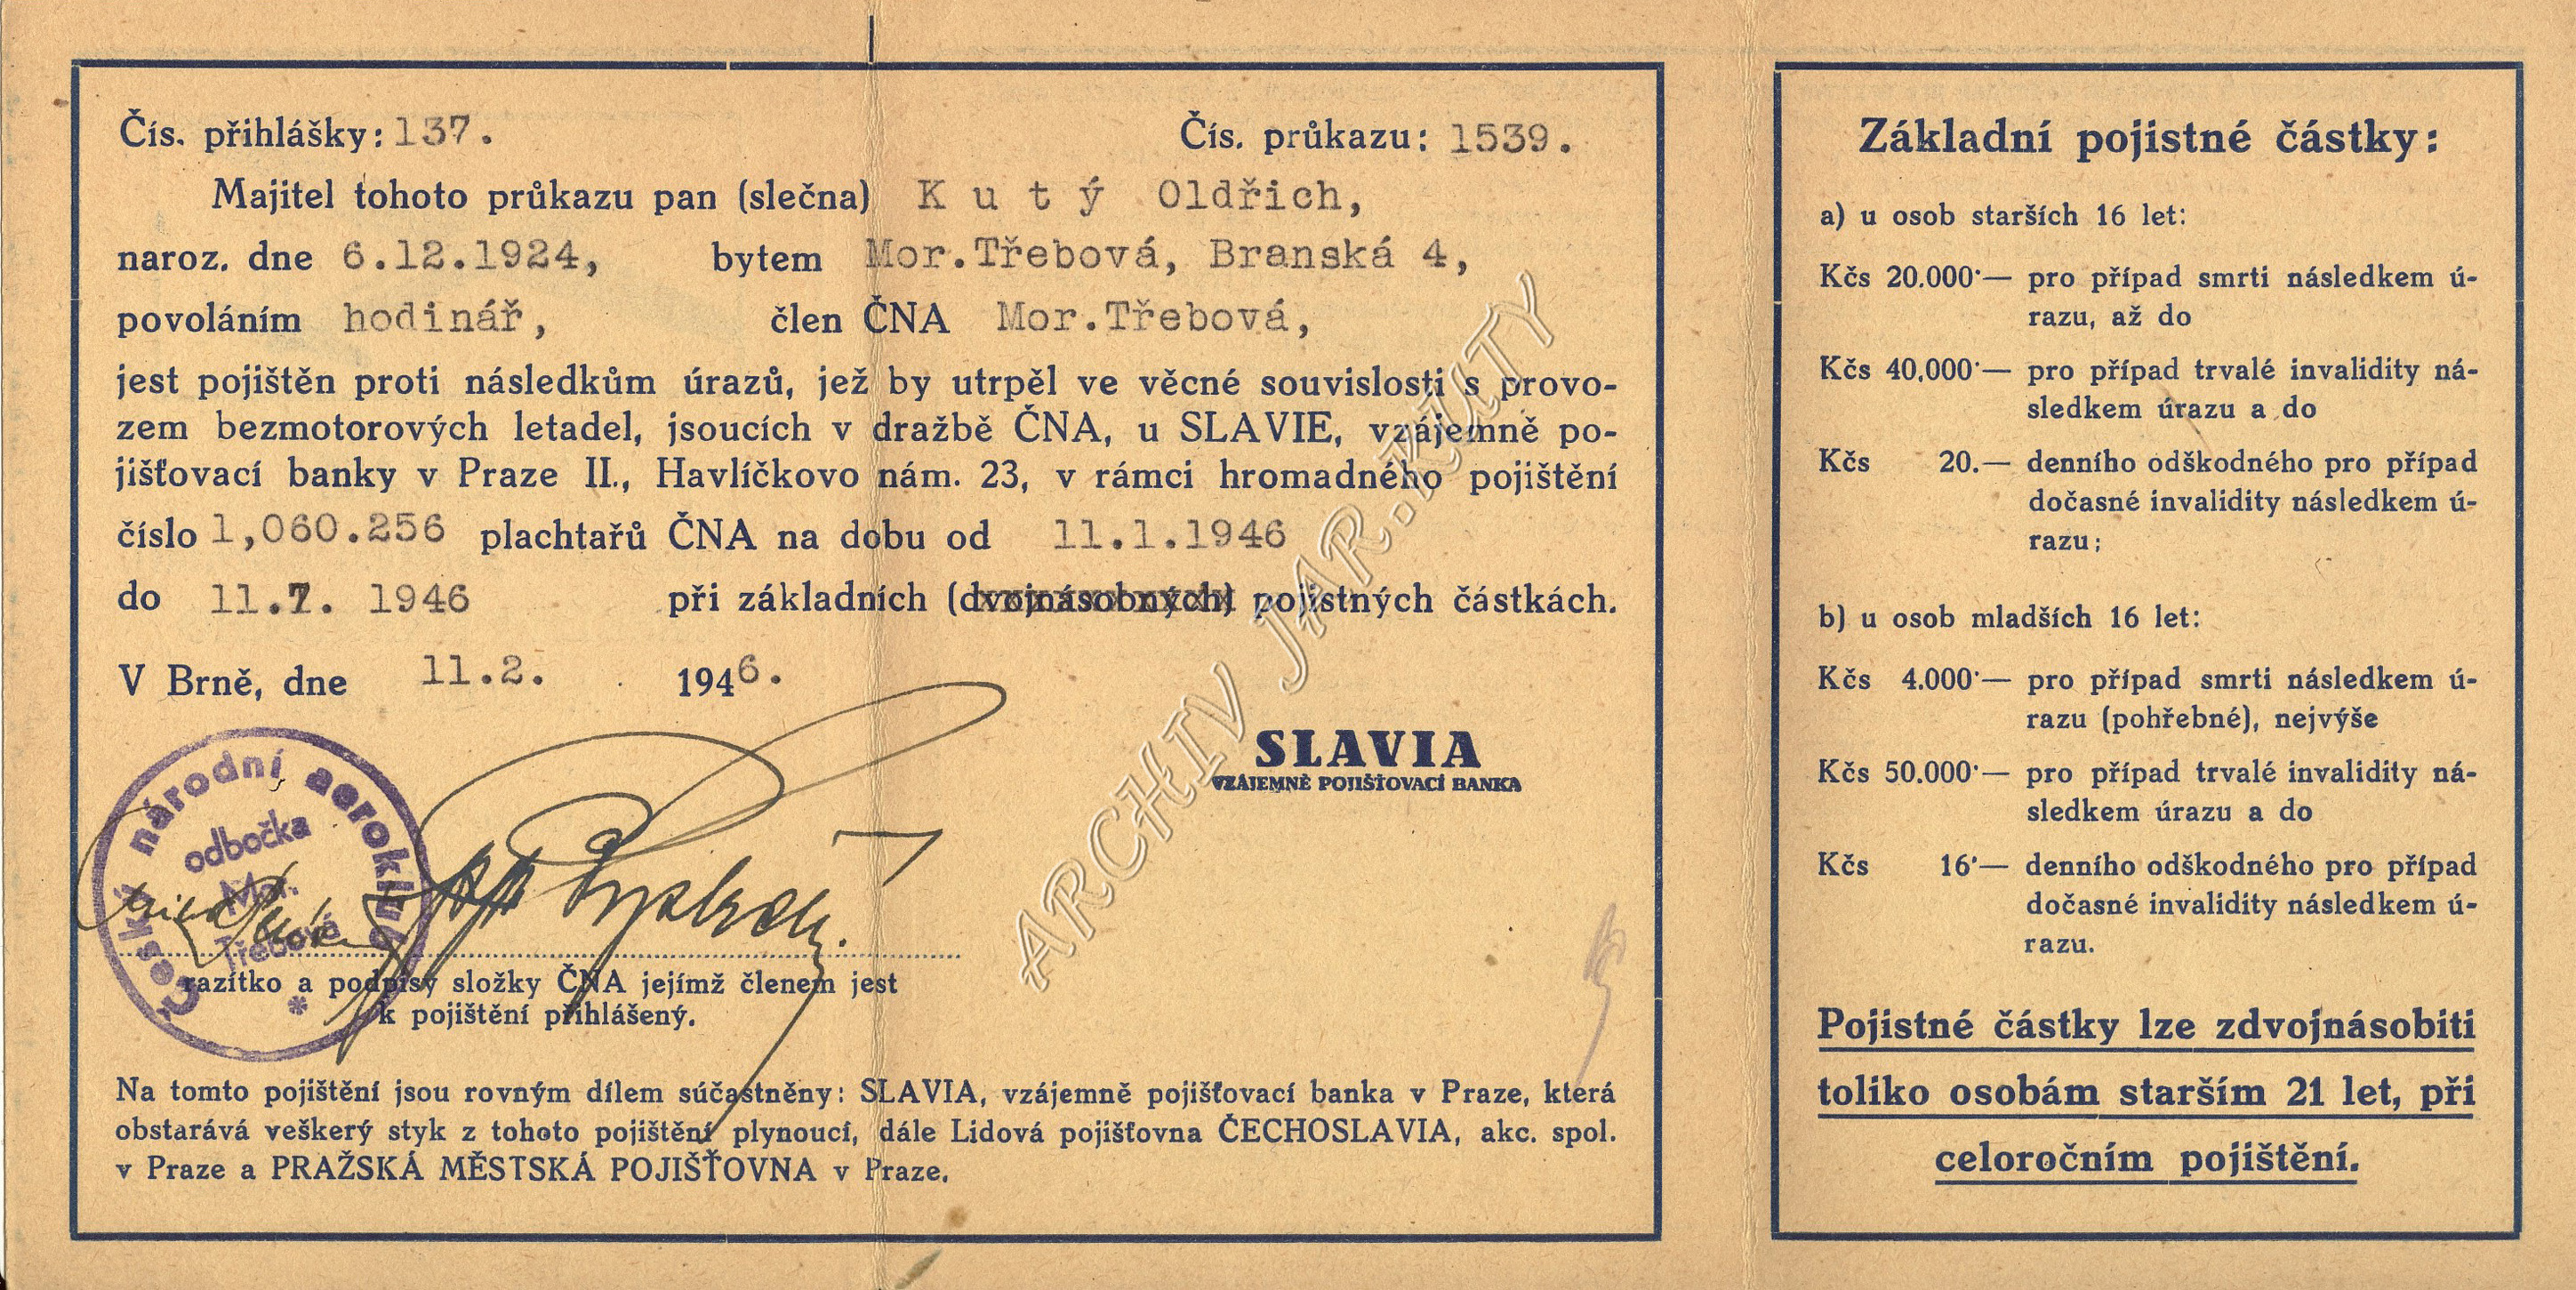 Čís. přihlášky: 137.
Čís. průkazu: 1539.
Majitel tohoto průkazu pan (slečna) K u t ý Oldřich,
naroz. dne 6.12.1924, bytem Mor.Třebová, Branská 4,
povoláním hodinář, člen ČNA Mor.Třebová,
jest pojištěn proti následkům úrazů, jež by utrpěl ve věcné souvislosti s provo-
zem bezmotorových letadel, jsoucích v dražbě ČNA, u SLAVIE, vzájemně po-
jišťovací banky v Praze II., Havlíčkovo nám. 23, v rámci hromadného pojištění
číslo 1,060.256 plachtařů ČNA na dobu od 11.1.1946
do 11.7. 1946 při základních (dvojnásobných) pojistných částkách.
V Brně, dne 11.2. 1946.
SLAVIA
VZÁJEMNĚ POJIŠŤOVACÍ BANKA
Český národní aeroklub
odbočka
Mor.
Třebová
*
razítko a podpisy složky ČNA jejímž členem jest
k pojištění přihlášený.
Na tomto pojištění jsou rovným dílem súčastněny: SLAVIA, vzájemně pojišťovací banka v Praze, která
obstarává veškerý styk z tohoto pojištění plynoucí, dále Lidová pojišťovna ČECHOSLAVIA, akc. spol.
v Praze a PRAŽSKÁ MĚSTSKÁ POJIŠŤOVNA v Praze.
ARCHIV JAR.KUTY
Základní pojistné částky:
a) u osob starších 16 let:
Kčs 20.000·— pro případ smrti následkem ú-
razu, až do
Kčs 40.000·— pro případ trvalé invalidity ná-
sledkem úrazu a do
Kčs 20.— denního odškodného pro případ
dočasné invalidity následkem ú-
razu;
b) u osob mladších 16 let:
Kčs 4.000·— pro případ smrti následkem ú-
razu (pohřebné), nejvýše
Kčs 50.000·— pro případ trvalé invalidity ná-
sledkem úrazu a do
Kčs 16·— denního odškodného pro případ
dočasné invalidity následkem ú-
razu.
Pojistné částky lze zdvojnásobiti
toliko osobám starším 21 let, při
celoročním pojištění.